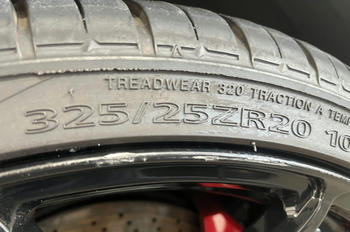 TREADWEAR 320 TRACTION A TEM
325/25ZR20 10